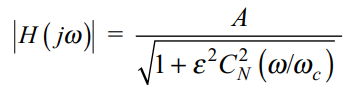 |H(jω)| = A / √(1 + ε²C_N²(ω/ω_c))